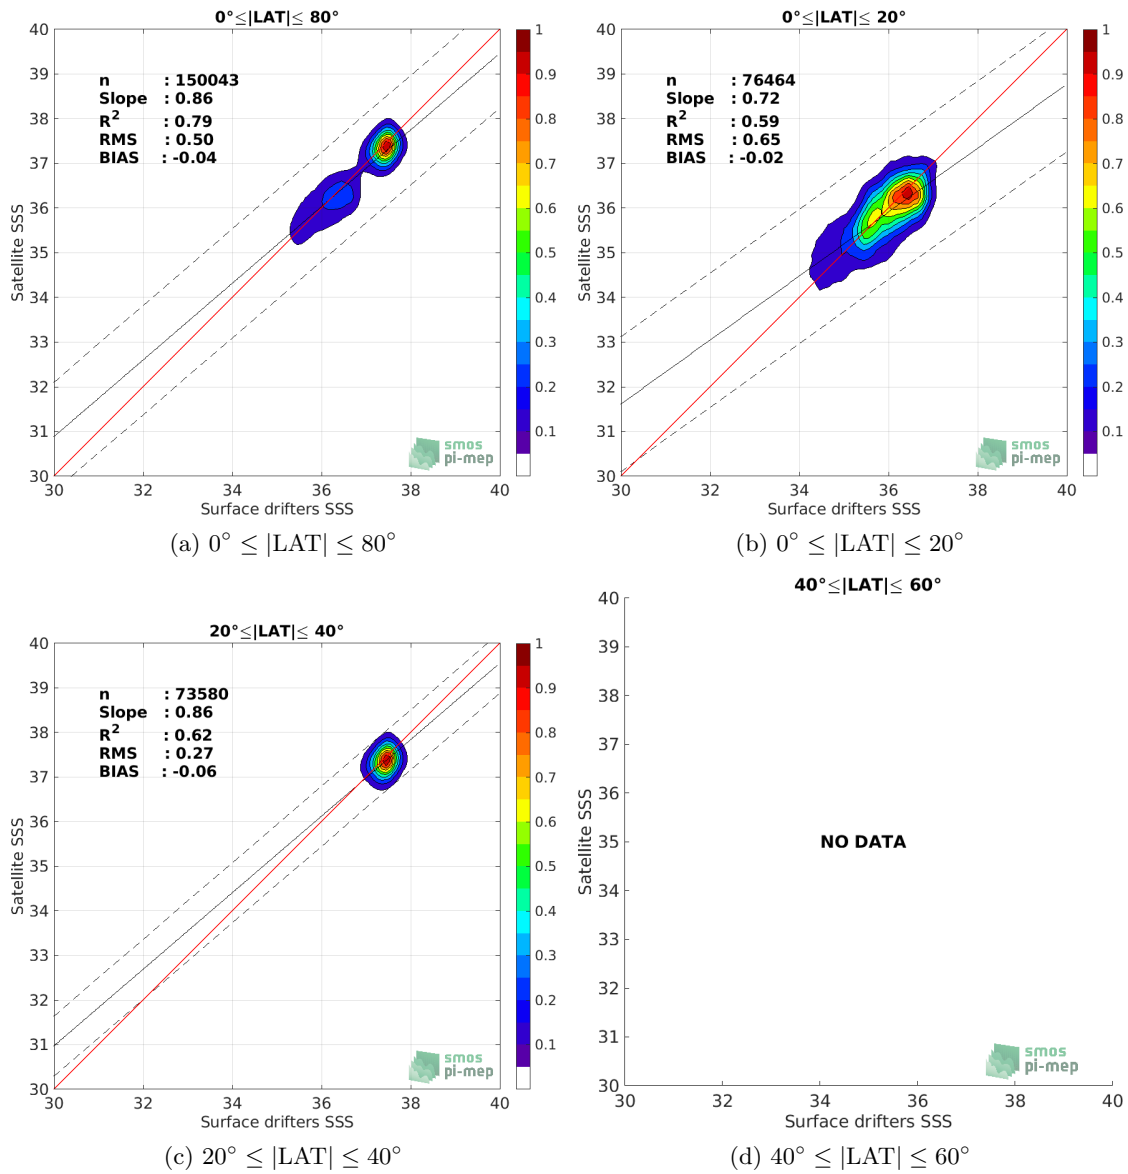 0°≤|LAT|≤ 80°
40
39
38
37
36
35
34
33
32
31
30
Satellite SSS
n : 150043
Slope : 0.86
R2 : 0.79
RMS : 0.50
BIAS : -0.04
smos
pi-mep
30 32 34 36 38 40
Surface drifters SSS
1
0.9
0.8
0.7
0.6
0.5
0.4
0.3
0.2
0.1
(a) 0° ≤ |LAT| ≤ 80°
0°≤|LAT|≤ 20°
40
39
38
37
36
35
34
33
32
31
30
Satellite SSS
n : 76464
Slope : 0.72
R2 : 0.59
RMS : 0.65
BIAS : -0.02
smos
pi-mep
30 32 34 36 38 40
Surface drifters SSS
1
0.9
0.8
0.7
0.6
0.5
0.4
0.3
0.2
0.1
(b) 0° ≤ |LAT| ≤ 20°
20°≤|LAT|≤ 40°
40
39
38
37
36
35
34
33
32
31
30
Satellite SSS
n : 73580
Slope : 0.86
R2 : 0.62
RMS : 0.27
BIAS : -0.06
smos
pi-mep
30 32 34 36 38 40
Surface drifters SSS
1
0.9
0.8
0.7
0.6
0.5
0.4
0.3
0.2
0.1
(c) 20° ≤ |LAT| ≤ 40°
40°≤|LAT|≤ 60°
40
39
38
37
36
35
34
33
32
31
30
Satellite SSS
NO DATA
smos
pi-mep
30 32 34 36 38 40
Surface drifters SSS
(d) 40° ≤ |LAT| ≤ 60°